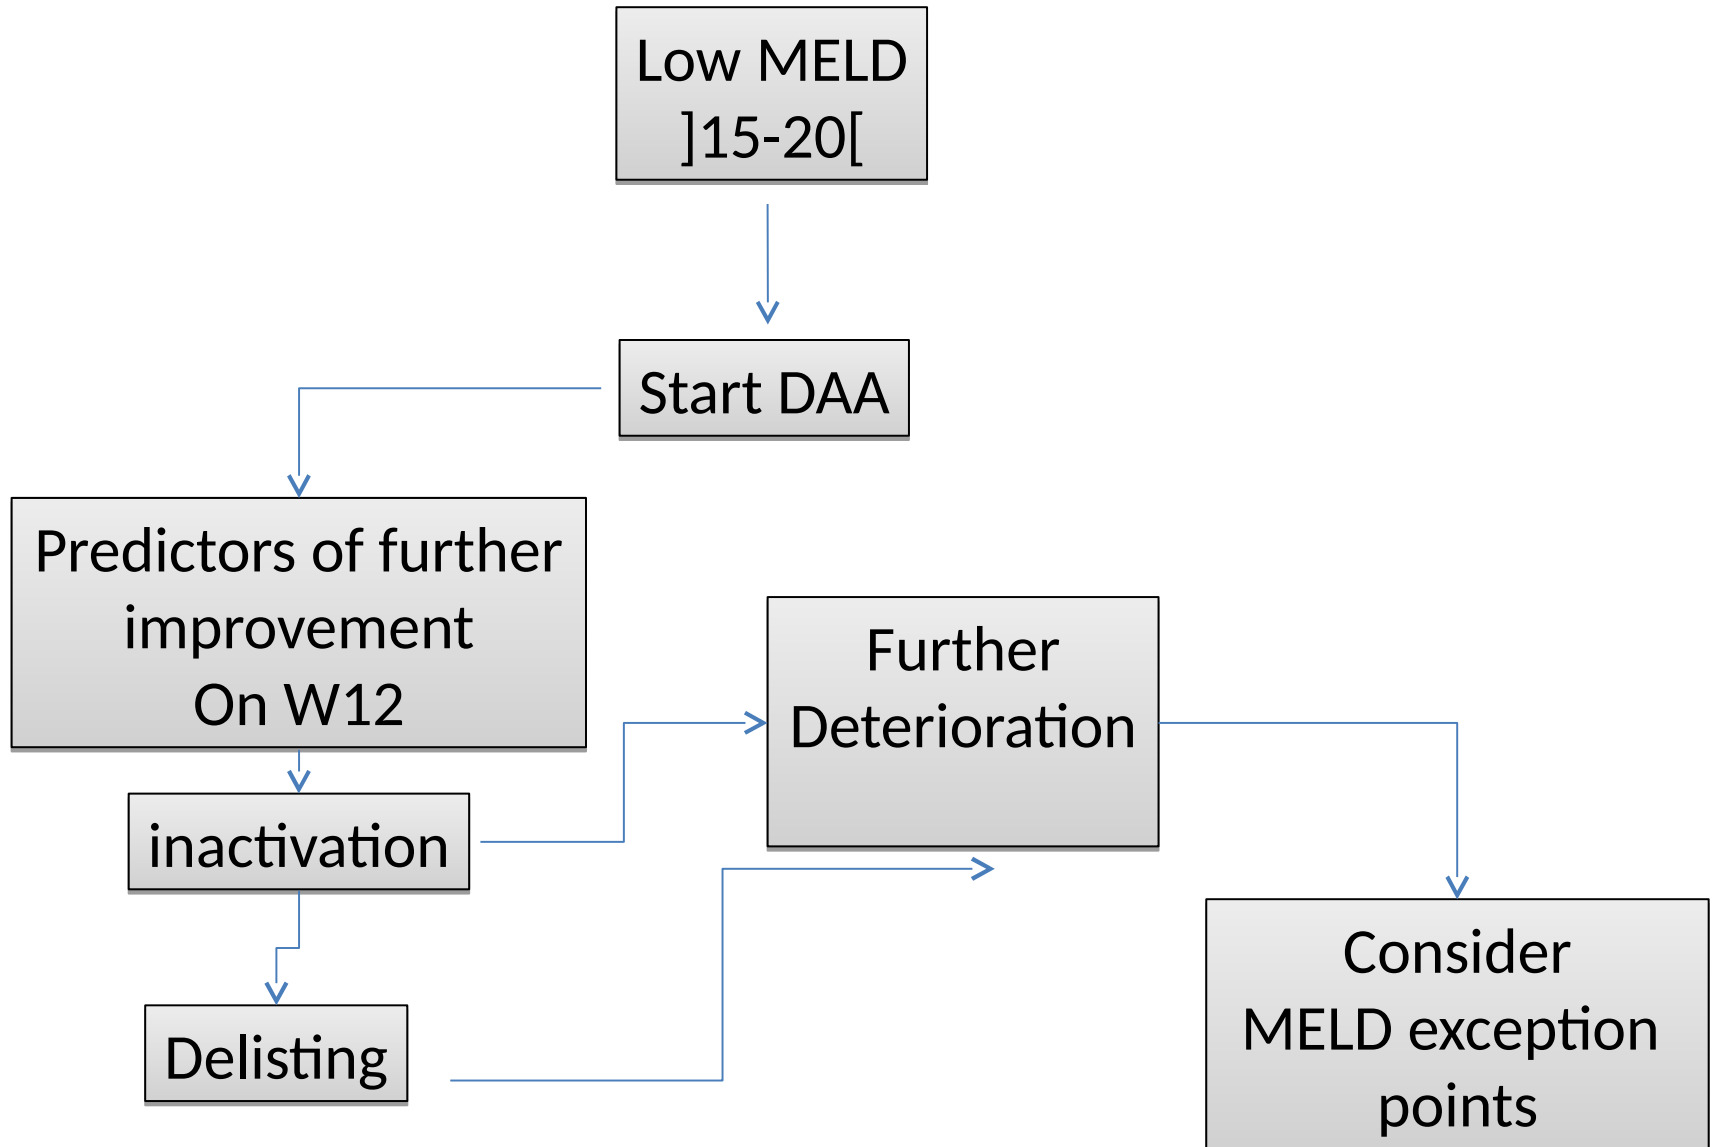 Low MELD
]15-20[
Start DAA
Predictors of further
improvement
On W12
inactivation
Delisting
Further
Deterioration
Consider
MELD exception
points